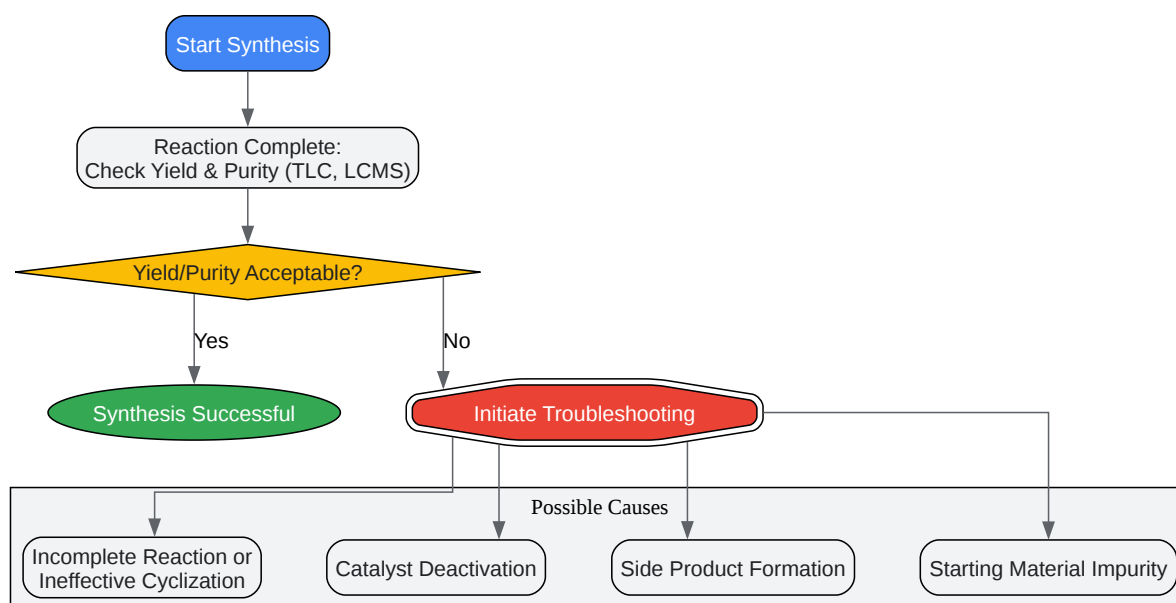 Start Synthesis
Reaction Complete:
Check Yield & Purity (TLC, LCMS)
Yield/Purity Acceptable?
Yes
No
Synthesis Successful
Initiate Troubleshooting
Possible Causes
Incomplete Reaction or
Ineffective Cyclization
Catalyst Deactivation
Side Product Formation
Starting Material Impurity